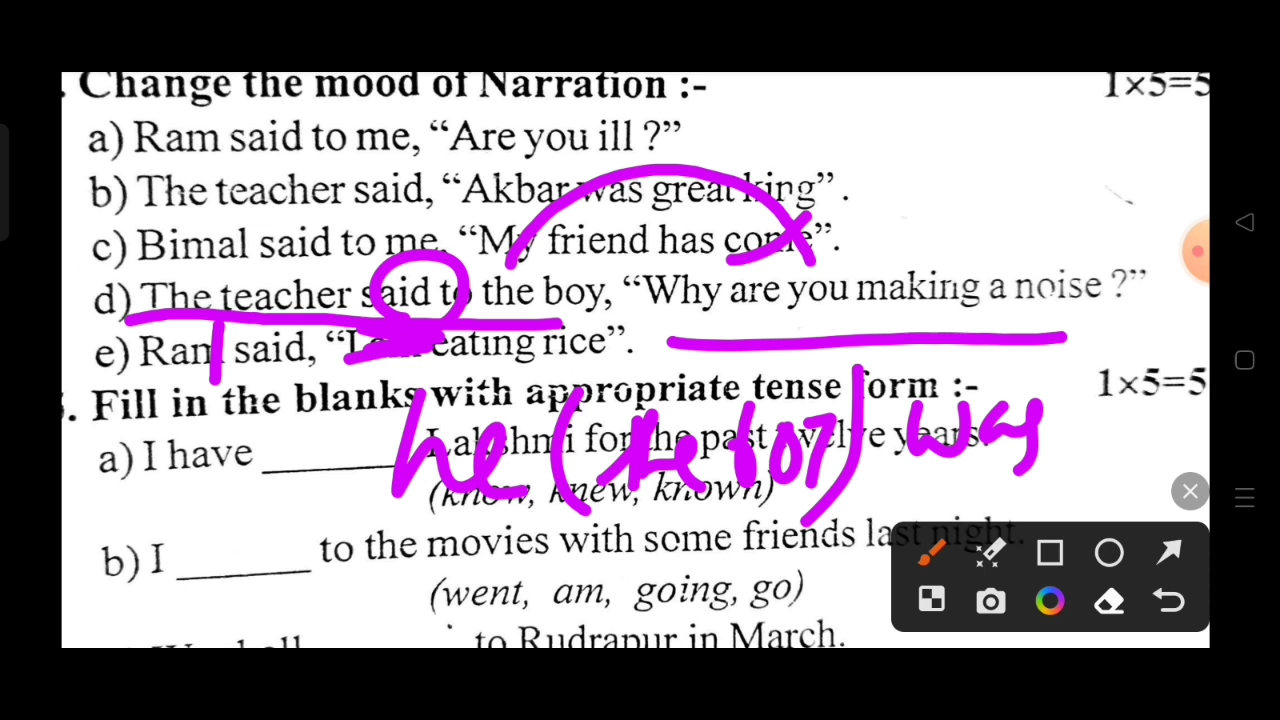 Change the mood of Narration :- 1×5=5
a) Ram said to me, “Are you ill ?”
b) The teacher said, “Akbar was great king”.
c) Bimal said to me, “My friend has come”.
d) The teacher said to the boy, “Why are you making a noise ?”
e) Ram said, “I am eating rice”.
Fill in the blanks with appropriate tense form :- 1×5=5
a) I have ______ Lakshmi for the past twelve years.
he ( the boy ) was
(know, knew, known)
b) I ______ to the movies with some friends last night.
(went, am, going, go)
to Rudrapur in March.